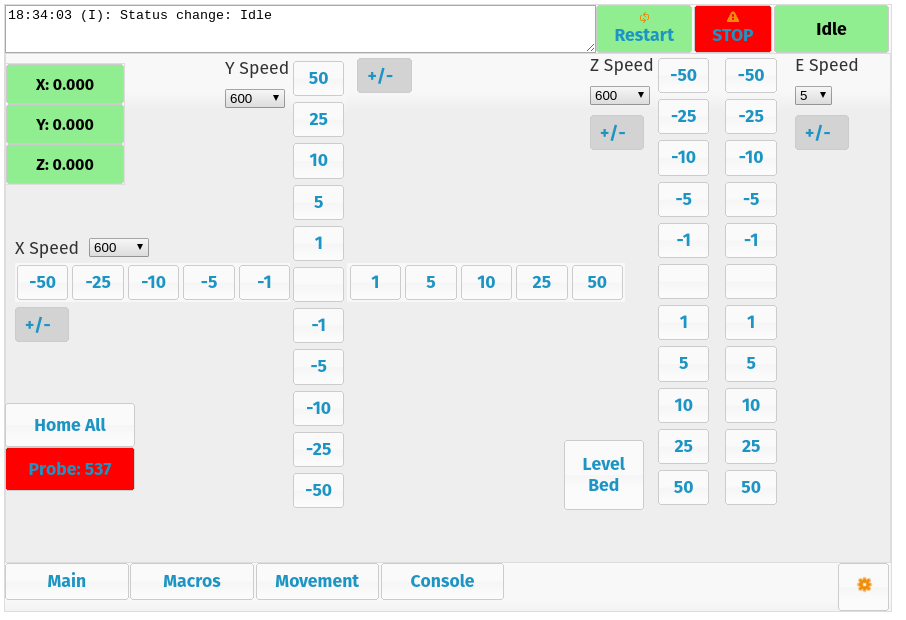 18:34:03 (I): Status change: Idle
Restart
STOP
Idle
X: 0.000
Y: 0.000
Z: 0.000
Y Speed
600
+/-
50
25
10
5
1
-1
-5
-10
-25
-50
X Speed
600
-50 -25 -10 -5 -1
1 5 10 25 50
+/-
Z Speed
600
+/-
-50 -50
-25 -25
-10 -10
-5 -5
-1 -1
1 1
5 5
10 10
25 25
50 50
E Speed
5
+/-
Home All
Probe: 537
Level
Bed
Main Macros Movement Console